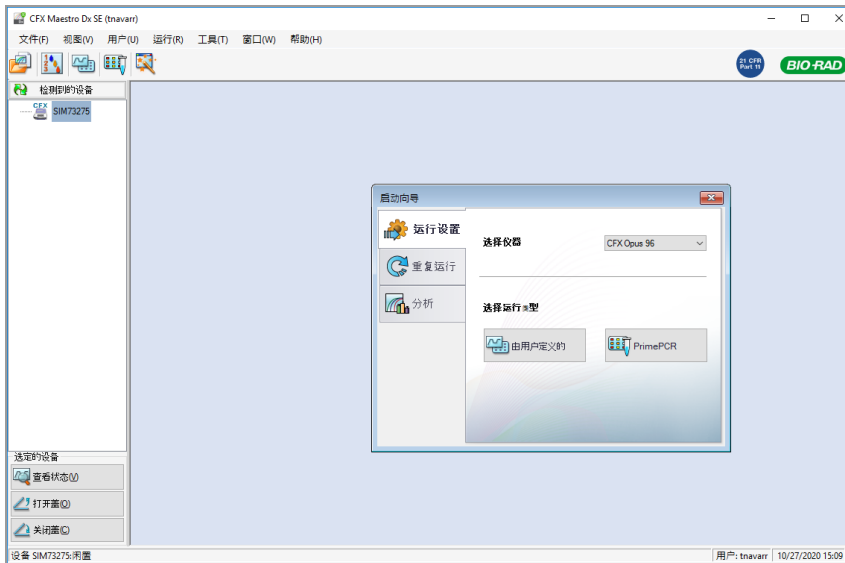 CFX Maestro Dx SE (tnavarr)
文件(F) 视图(V) 用户(U) 运行(R) 工具(T) 窗口(W) 帮助(H)
21 CFR
Part 11
BIO-RAD
检测到的设备
CFX
SIM73275
启动向导
运行设置
重复运行
分析
选择仪器
CFX Opus 96
选择运行类型
由用户定义的
PrimePCR
选定的设备
查看状态(V)
打开盖(O)
关闭盖(C)
设备 SIM73275:闲置
用户: tnavarr 10/27/2020 15:09